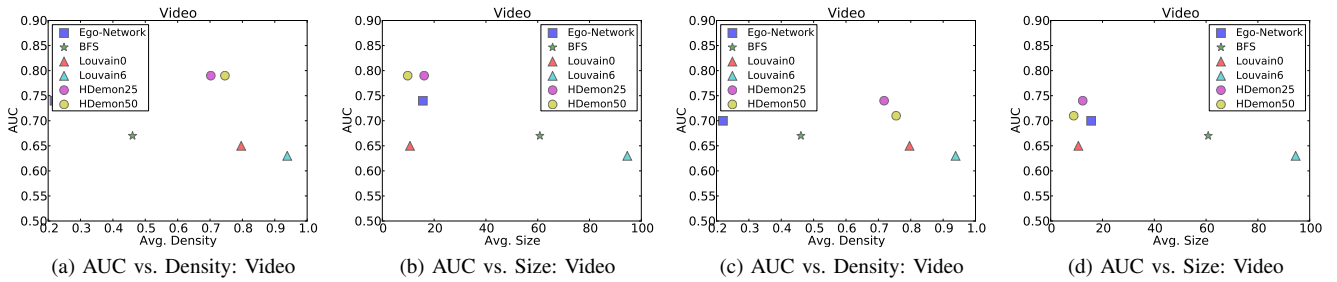 Video
0.90
0.85
0.80
0.75
0.70
0.65
0.60
0.55
0.50
AUC
Ego-Network
BFS
Louvain0
Louvain6
HDemon25
HDemon50
0.2 0.3 0.4 0.5 0.6 0.7 0.8 0.9 1.0
Avg. Density
(a) AUC vs. Density: Video
Video
0.90
0.85
0.80
0.75
0.70
0.65
0.60
0.55
0.50
AUC
Ego-Network
BFS
Louvain0
Louvain6
HDemon25
HDemon50
0 20 40 60 80 100
Avg. Size
(b) AUC vs. Size: Video
Video
0.90
0.85
0.80
0.75
0.70
0.65
0.60
0.55
0.50
AUC
Ego-Network
BFS
Louvain0
Louvain6
HDemon25
HDemon50
0.2 0.3 0.4 0.5 0.6 0.7 0.8 0.9 1.0
Avg. Density
(c) AUC vs. Density: Video
Video
0.90
0.85
0.80
0.75
0.70
0.65
0.60
0.55
0.50
AUC
Ego-Network
BFS
Louvain0
Louvain6
HDemon25
HDemon50
0 20 40 60 80 100
Avg. Size
(d) AUC vs. Size: Video